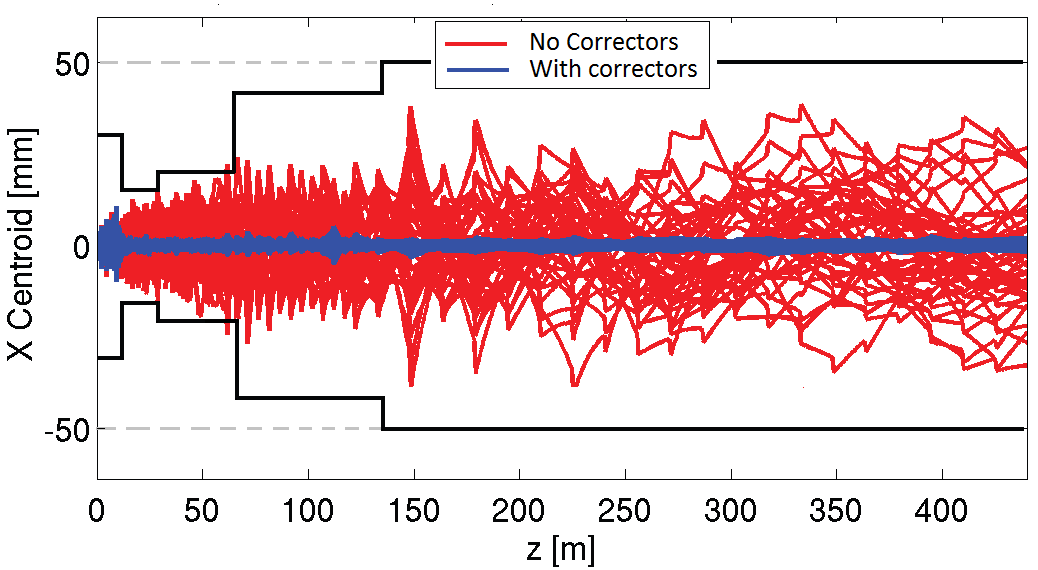 No Correctors
With correctors
50
0
-50
X Centroid [mm]
0 50 100 150 200 250 300 350 400
z [m]